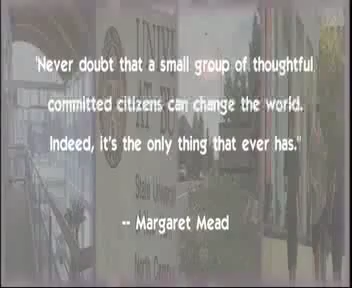 "Never doubt that a small group of thoughtful
committed citizens can change the world.
Indeed, it's the only thing that ever has."
-- Margaret Mead